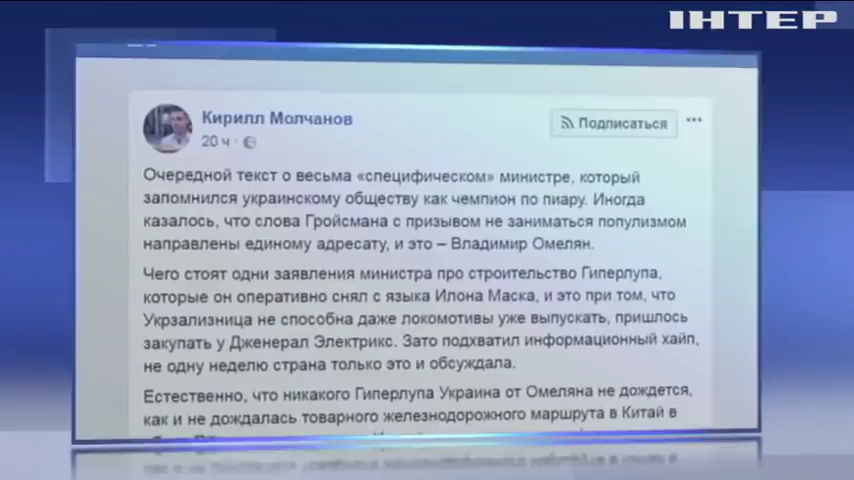 ІНТЕР
Кирилл Молчанов
20 ч ·
Подписаться
Очередной текст о весьма «специфическом» министре, который
запомнился украинскому обществу как чемпион по пиару. Иногда
казалось, что слова Гройсмана с призывом не заниматься популизмом
направлены единому адресату, и это – Владимир Омелян.
Чего стоят одни заявления министра про строительство Гиперлупа,
которые он оперативно снял с языка Илона Маска, и это при том, что
Укрзализница не способна даже локомотивы уже выпускать, пришлось
закупать у Дженерал Электрикс. Зато подхватил информационный хайп,
не одну неделю страна только это и обсуждала.
Естественно, что никакого Гиперлупа Украина от Омеляна не дождется,
как и не дождалась товарного железнодорожного маршрута в Китай в